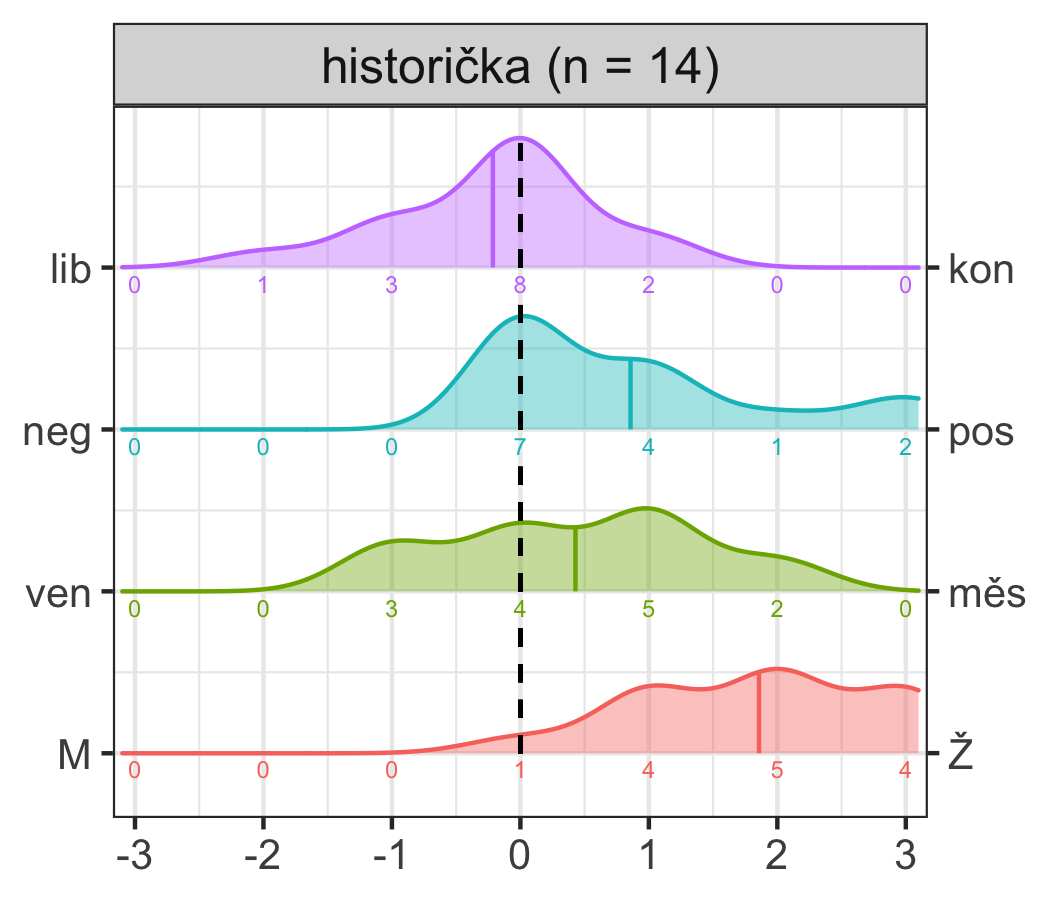 historička (n = 14)
lib kon
0 1 3 8 2 0 0
neg pos
0 0 0 7 4 1 2
ven měs
0 0 3 4 5 2 0
M Ž
0 0 0 1 4 5 4
-3 -2 -1 0 1 2 3